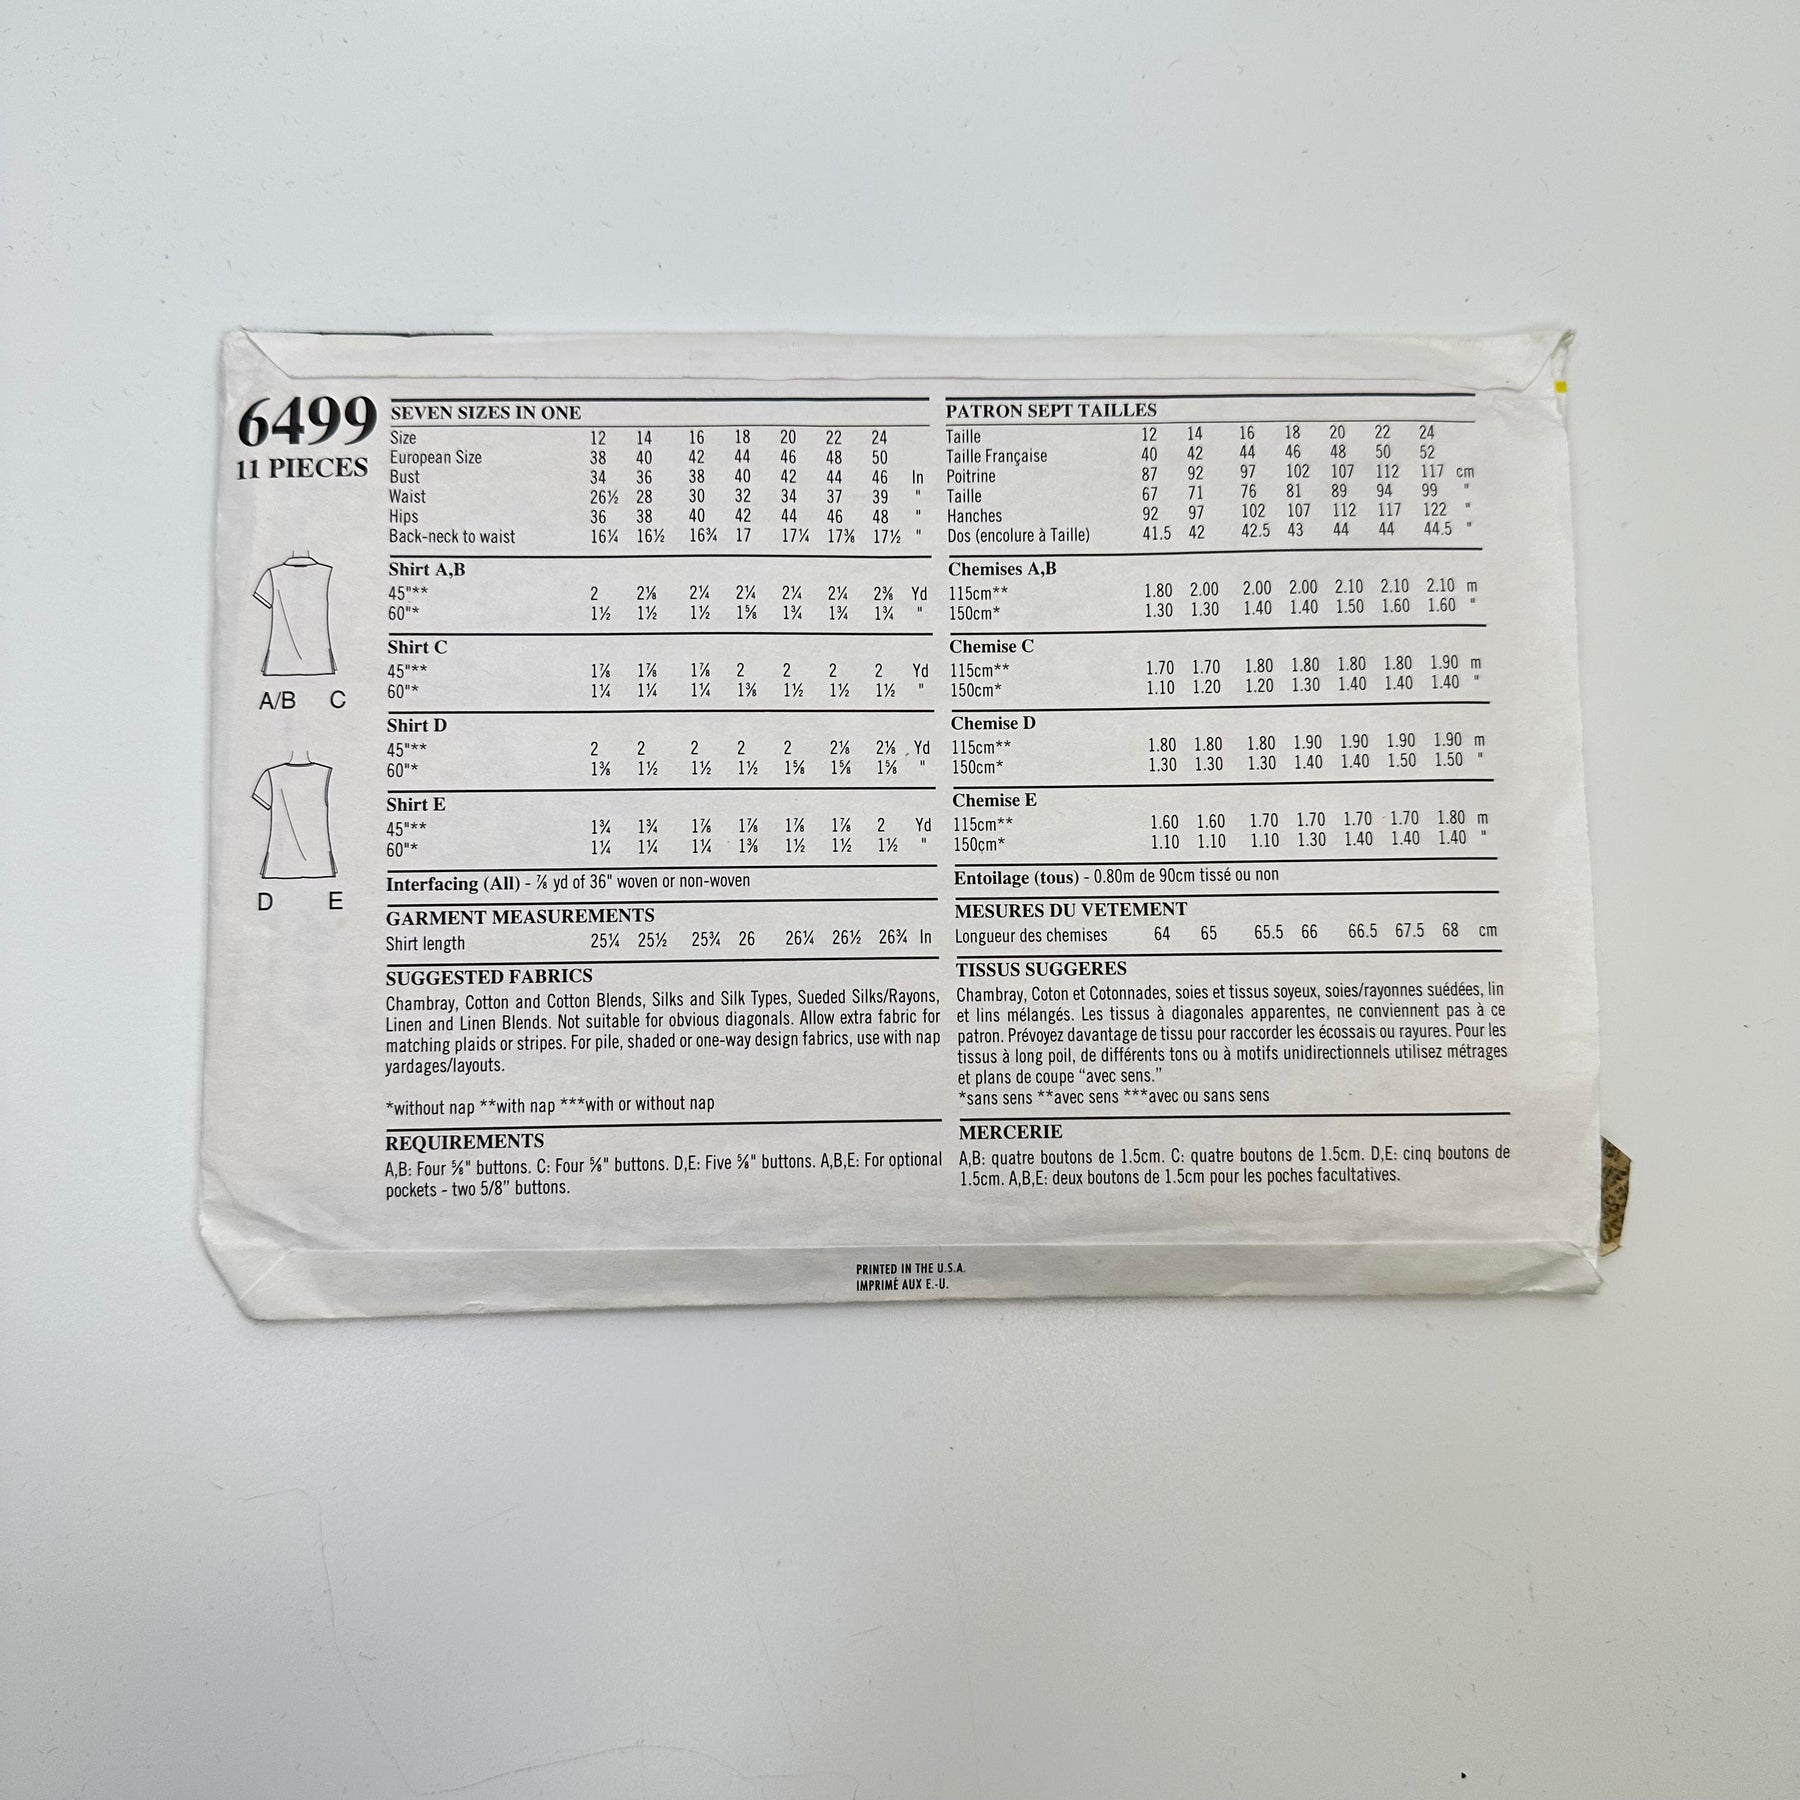 6499
11 PIECES
A/B C
D E
SEVEN SIZES IN ONE
Size 12 14 16 18 20 22 24
European Size 38 40 42 44 46 48 50
Bust 34 36 38 40 42 44 46 In
Waist 26½ 28 30 32 34 37 39 "
Hips 36 38 40 42 44 46 48 "
Back-neck to waist 16¼ 16½ 16¾ 17 17¼ 17⅜ 17½ "
Shirt A,B
45"** 2 2⅛ 2¼ 2¼ 2¼ 2¼ 2⅜ Yd
60"* 1½ 1½ 1½ 1⅝ 1¾ 1¾ 1¾ "
Shirt C
45"** 1⅞ 1⅞ 1⅞ 2 2 2 2 Yd
60"* 1¼ 1¼ 1¼ 1⅜ 1½ 1½ 1½ "
Shirt D
45"** 2 2 2 2 2 2⅛ 2⅛ Yd
60"* 1⅜ 1½ 1½ 1½ 1⅝ 1⅝ 1⅝ "
Shirt E
45"** 1¾ 1¾ 1⅞ 1⅞ 1⅞ 1⅞ 2 Yd
60"* 1¼ 1¼ 1¼ 1⅜ 1½ 1½ 1½ "
Interfacing (All) - ⅞ yd of 36" woven or non-woven
GARMENT MEASUREMENTS
Shirt length 25¼ 25½ 25¾ 26 26¼ 26½ 26¾ In
SUGGESTED FABRICS
Chambray, Cotton and Cotton Blends, Silks and Silk Types, Sueded Silks/Rayons,
Linen and Linen Blends. Not suitable for obvious diagonals. Allow extra fabric for
matching plaids or stripes. For pile, shaded or one-way design fabrics, use with nap
yardages/layouts.
*without nap **with nap ***with or without nap
REQUIREMENTS
A,B: Four ⅝" buttons. C: Four ⅝" buttons. D,E: Five ⅝" buttons. A,B,E: For optional
pockets - two 5/8” buttons.
PATRON SEPT TAILLES
Taille 12 14 16 18 20 22 24
Taille Française 40 42 44 46 48 50 52
Poitrine 87 92 97 102 107 112 117 cm
Taille 67 71 76 81 89 94 99 "
Hanches 92 97 102 107 112 117 122 "
Dos (encolure à Taille) 41.5 42 42.5 43 44 44 44.5 "
Chemises A,B
115cm** 1.80 2.00 2.00 2.00 2.10 2.10 2.10 m
150cm* 1.30 1.30 1.40 1.40 1.50 1.60 1.60 "
Chemise C
115cm** 1.70 1.70 1.80 1.80 1.80 1.80 1.90 m
150cm* 1.10 1.20 1.20 1.30 1.40 1.40 1.40 "
Chemise D
115cm** 1.80 1.80 1.80 1.90 1.90 1.90 1.90 m
150cm* 1.30 1.30 1.30 1.40 1.40 1.50 1.50 "
Chemise E
115cm** 1.60 1.60 1.70 1.70 1.70 1.70 1.80 m
150cm* 1.10 1.10 1.10 1.30 1.40 1.40 1.40 "
Entoilage (tous) - 0.80m de 90cm tissé ou non
MESURES DU VETEMENT
Longueur des chemises 64 65 65.5 66 66.5 67.5 68 cm
TISSUS SUGGERES
Chambray, Coton et Cotonnades, soies et tissus soyeux, soies/rayonnes suédées, lin
et lins mélangés. Les tissus à diagonales apparentes, ne conviennent pas à ce
patron. Prévoyez davantage de tissu pour raccorder les écossais ou rayures. Pour les
tissus à long poil, de différents tons ou à motifs unidirectionnels utilisez métrages
et plans de coupe “avec sens.”
*sans sens **avec sens ***avec ou sans sens
MERCERIE
A,B: quatre boutons de 1.5cm. C: quatre boutons de 1.5cm. D,E: cinq boutons de
1.5cm. A,B,E: deux boutons de 1.5cm pour les poches facultatives.
PRINTED IN THE U.S.A.
IMPRIMÉ AUX E.-U.